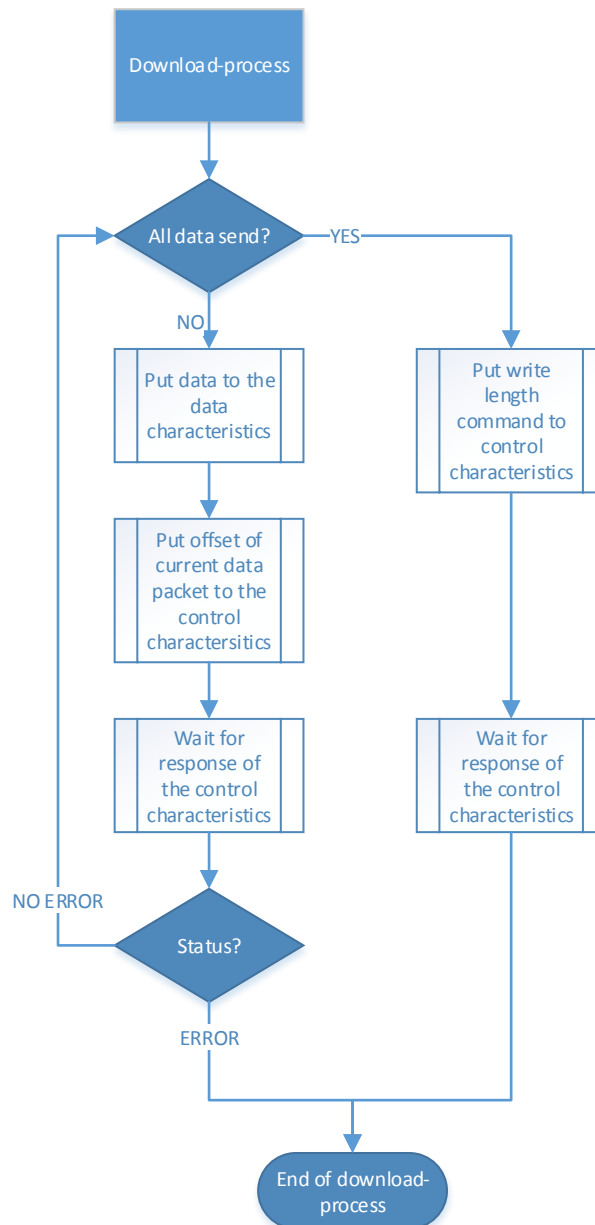 Download-process
All data send?
YES
NO
Put data to the
data
characteristics
Put write
length
command to
control
characteristics
Put offset of
current data
packet to the
control
charactersitics
Wait for
response of
the control
characteristics
Wait for
response of
the control
characteristics
NO ERROR
Status?
ERROR
End of download-
process